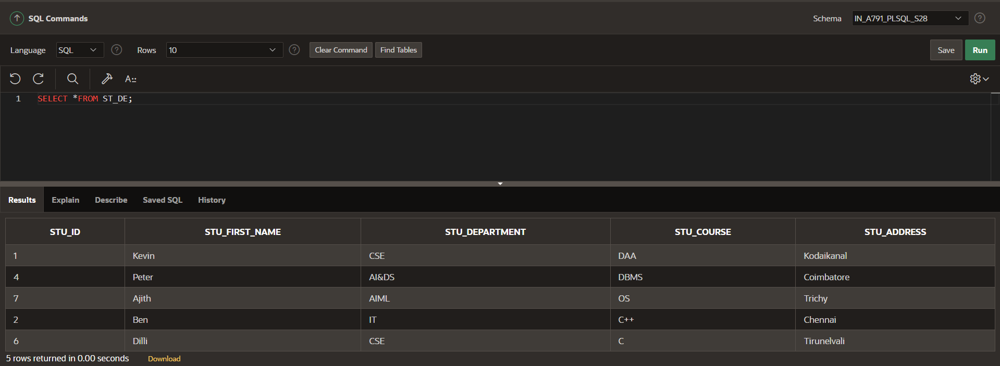 SQL Commands Schema IN_A791_PLSQL_S28 ?
Language SQL ? Rows 10 ? Clear Command Find Tables Save Run
A::
1 SELECT *FROM ST_DE;
Results Explain Describe Saved SQL History
STU_ID STU_FIRST_NAME STU_DEPARTMENT STU_COURSE STU_ADDRESS
1 Kevin CSE DAA Kodaikanal
4 Peter AI&DS DBMS Coimbatore
7 Ajith AIML OS Trichy
2 Ben IT C++ Chennai
6 Dilli CSE C Tirunelvali
5 rows returned in 0.00 seconds Download